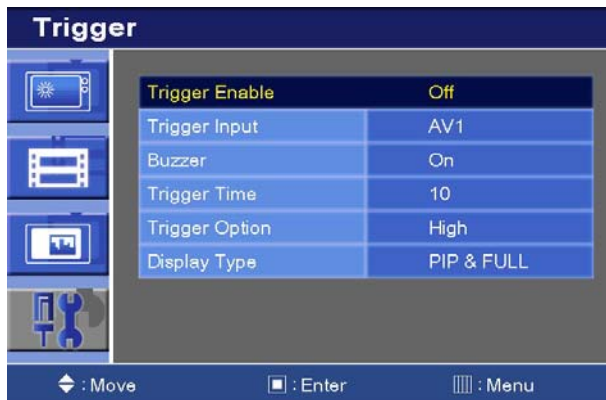 Trigger
Trigger Enable Off
Trigger Input AV1
Buzzer On
Trigger Time 10
Trigger Option High
Display Type PIP & FULL
: Move : Enter : Menu